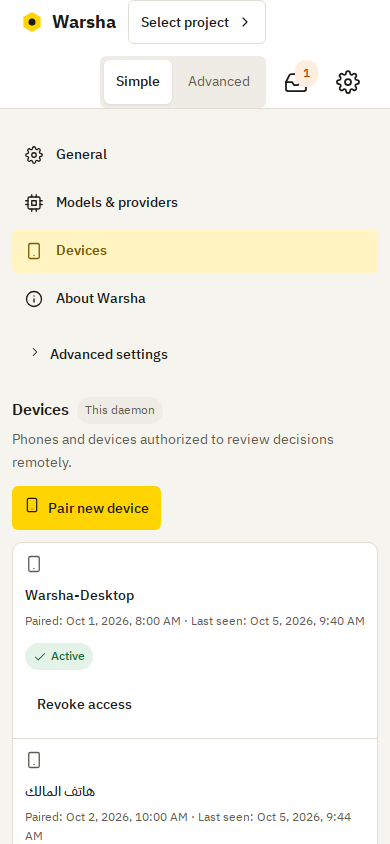 Warsha
Select project
Simple
Advanced
1
General
Models & providers
Devices
About Warsha
Advanced settings
Devices
This daemon
Phones and devices authorized to review decisions
remotely.
Pair new device
Warsha-Desktop
Paired: Oct 1, 2026, 8:00 AM · Last seen: Oct 5, 2026, 9:40 AM
Active
Revoke access
هاتف المالك
Paired: Oct 2, 2026, 10:00 AM · Last seen: Oct 5, 2026, 9:44
AM